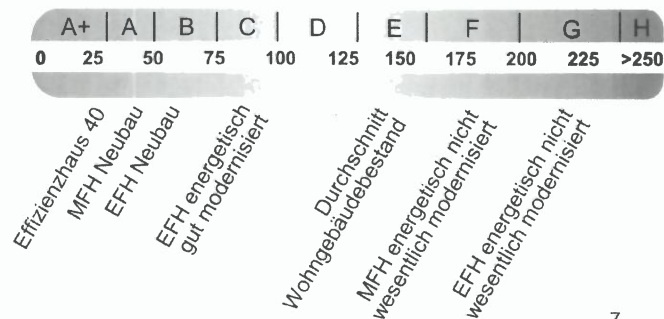 A+ | A | B | C | D | E | F | G | H
0 25 50 75 100 125 150 175 200 225 >250
Effizienzhaus 40
MFH Neubau
EFH Neubau
EFH energetisch
gut modernisiert
Durchschnitt
Wohngebäudebestand
MFH energetisch nicht
wesentlich modernisiert
EFH energetisch nicht
wesentlich modernisiert
7